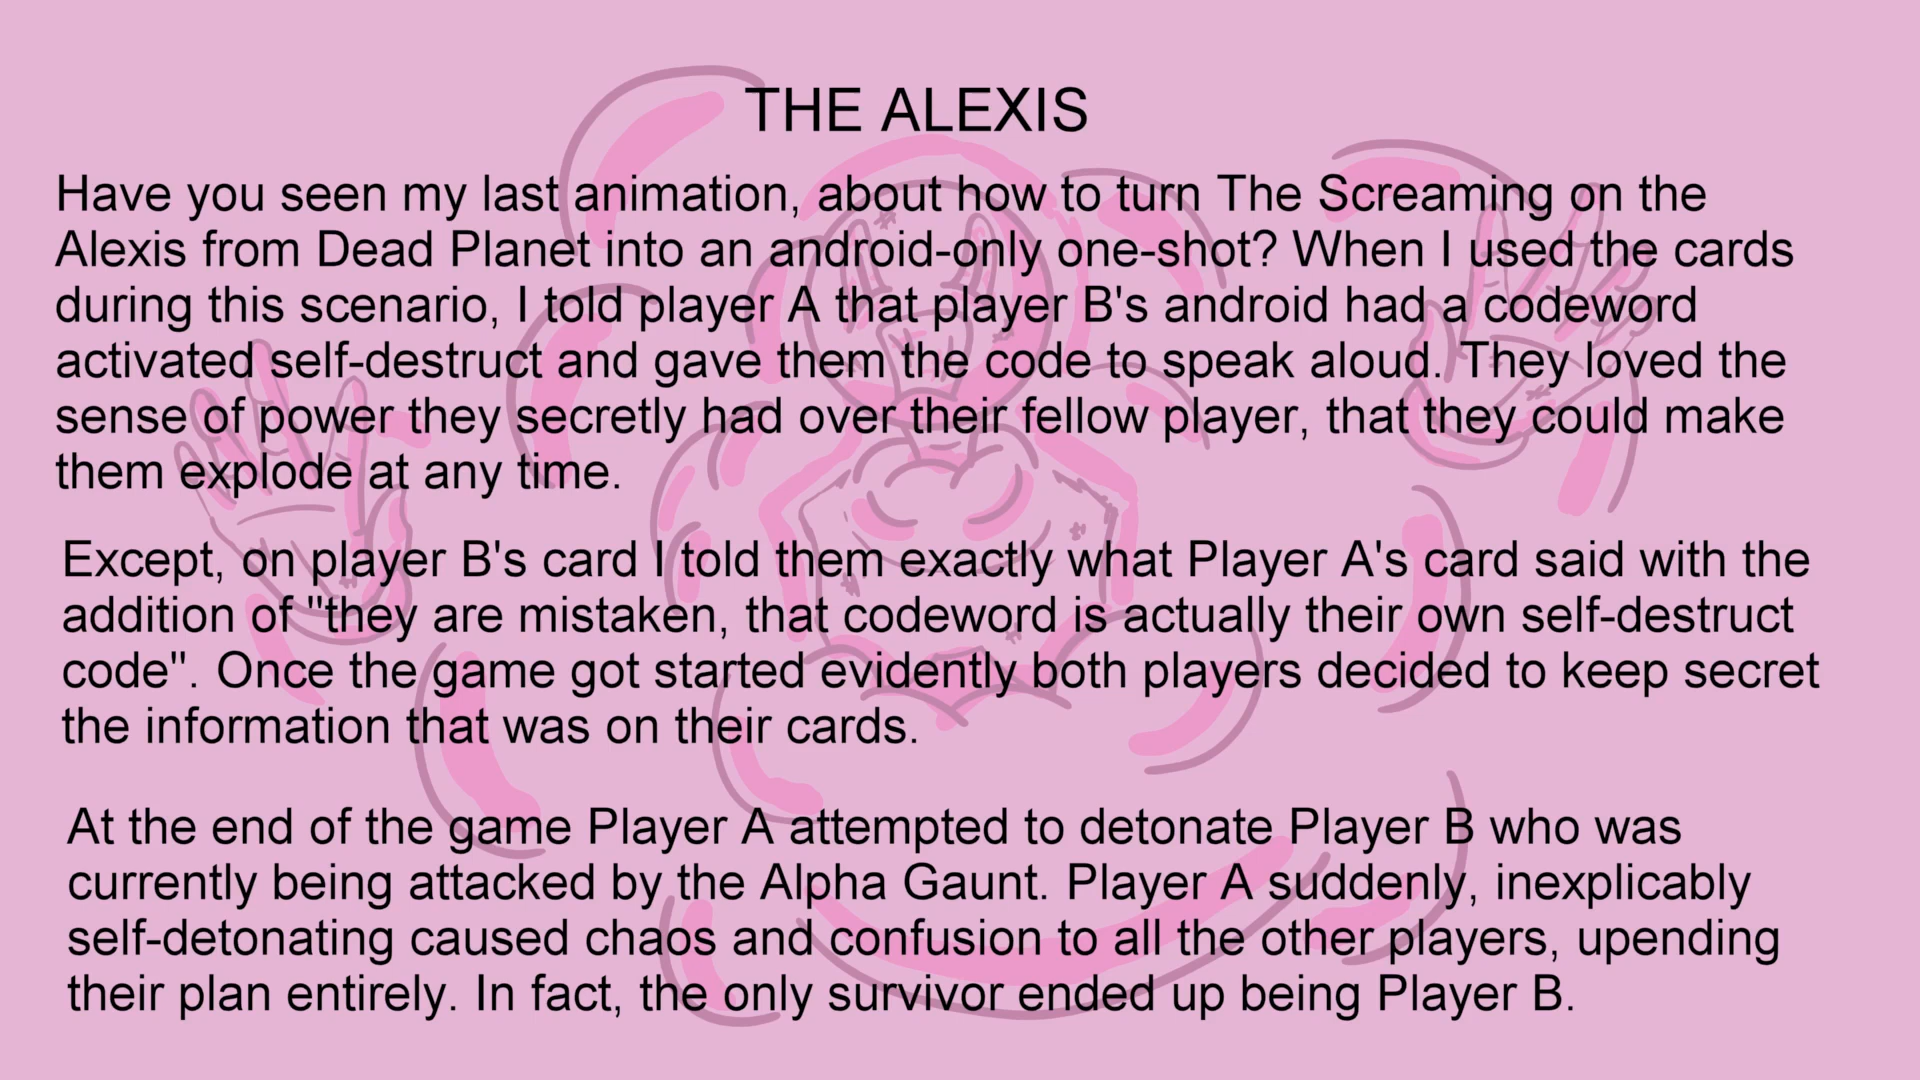 THE ALEXIS
Have you seen my last animation, about how to turn The Screaming on the
Alexis from Dead Planet into an android-only one-shot? When I used the cards
during this scenario, I told player A that player B's android had a codeword
activated self-destruct and gave them the code to speak aloud. They loved the
sense of power they secretly had over their fellow player, that they could make
them explode at any time.
Except, on player B's card I told them exactly what Player A's card said with the
addition of "they are mistaken, that codeword is actually their own self-destruct
code". Once the game got started evidently both players decided to keep secret
the information that was on their cards.
At the end of the game Player A attempted to detonate Player B who was
currently being attacked by the Alpha Gaunt. Player A suddenly, inexplicably
self-detonating caused chaos and confusion to all the other players, upending
their plan entirely. In fact, the only survivor ended up being Player B.